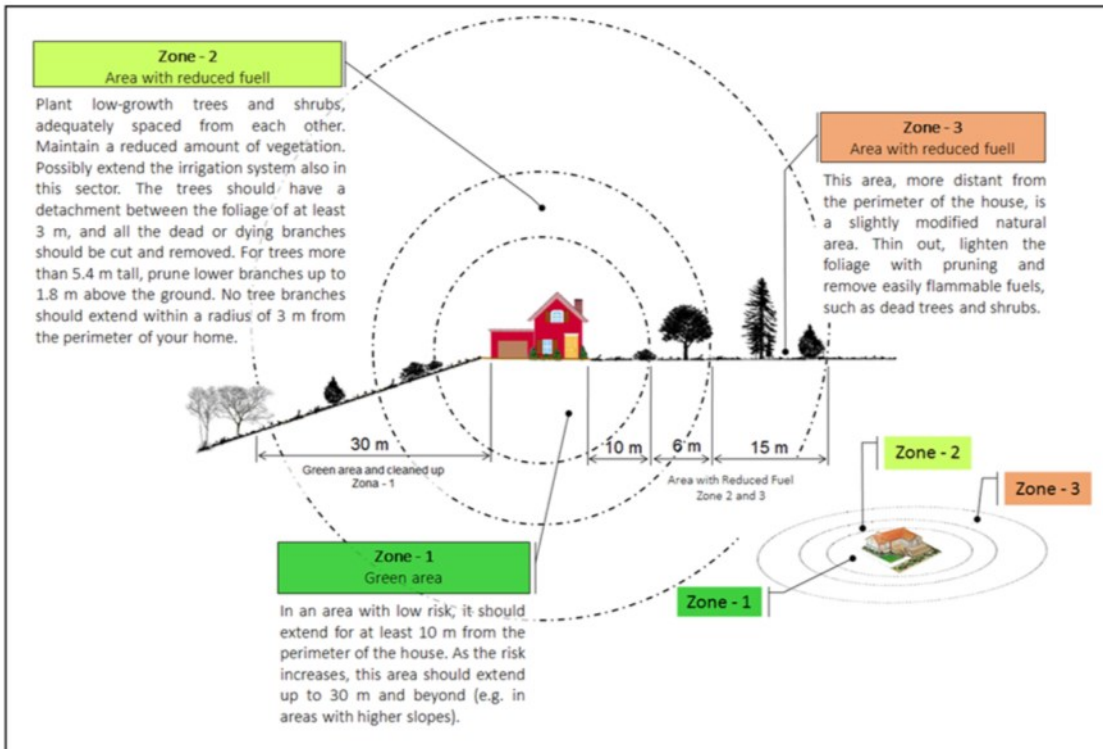 Zone - 2
Area with reduced fuell
Plant low-growth trees and shrubs,
adequately spaced from each other.
Maintain a reduced amount of vegetation.
Possibly extend the irrigation system also in
this sector. The trees should have a
detachment between the foliage of at least
3 m, and all the dead or dying branches
should be cut and removed. For trees more
than 5.4 m tall, prune lower branches up to
1.8 m above the ground. No tree branches
should extend within a radius of 3 m from
the perimeter of your home.
Zone - 3
Area with reduced fuell
This area, more distant from
the perimeter of the house, is
a slightly modified natural
area. Thin out, lighten the
foliage with pruning and
remove easily flammable fuels,
such as dead trees and shrubs.
30 m
Green area and cleaned up
Zona - 1
10 m
6 m
15 m
Area with Reduced Fuel
Zone 2 and 3
Zone - 2
Zone - 3
Zone - 1
Zone - 1
Green area
In an area with low risk, it should
extend for at least 10 m from the
perimeter of the house. As the risk
increases, this area should extend
up to 30 m and beyond (e.g. in
areas with higher slopes).